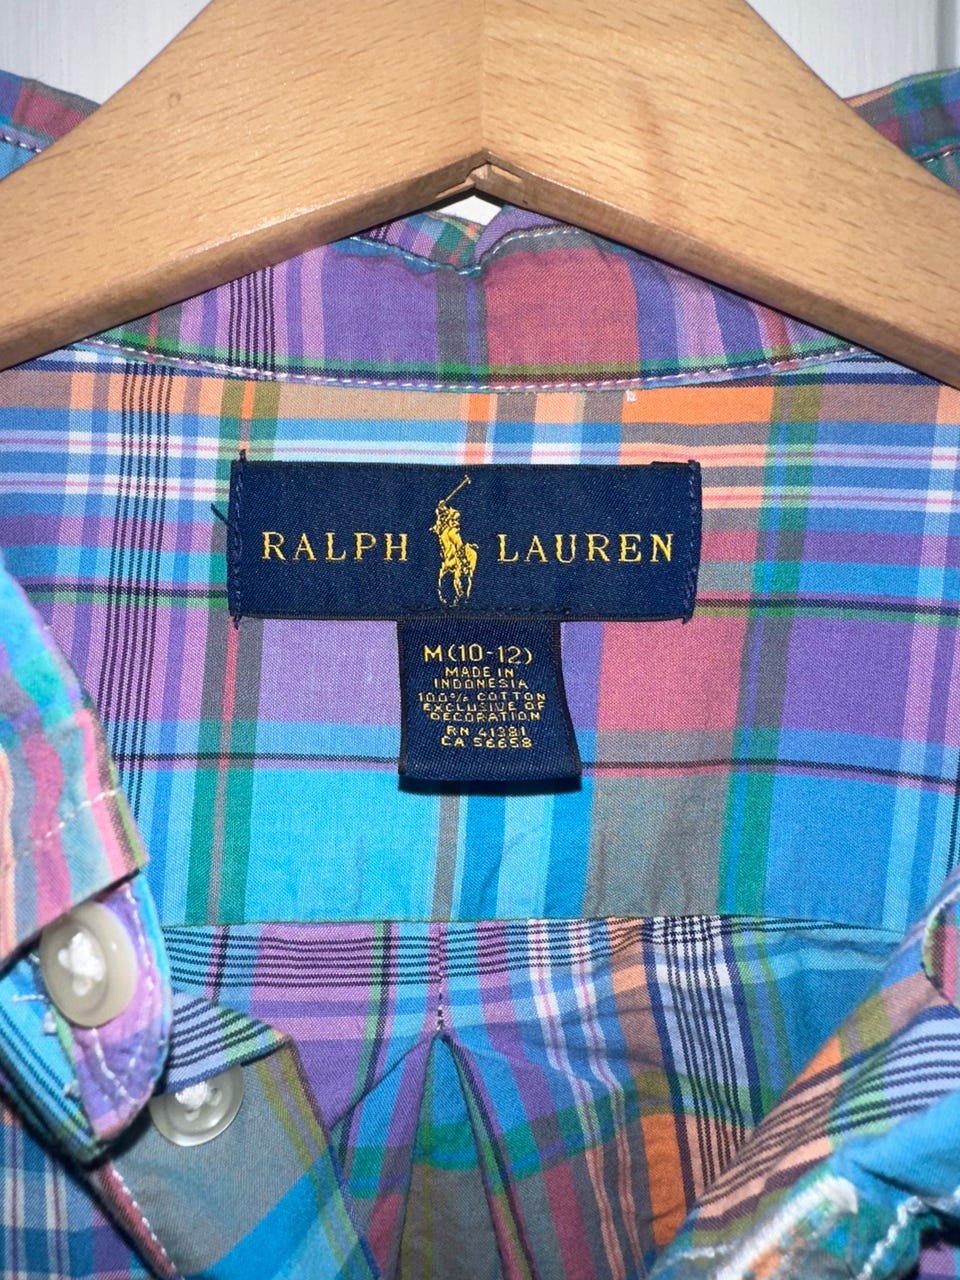 RALPH LAUREN
M(10-12)
MADE IN
INDONESIA
100% COTTON
EXCLUSIVE OF
DECORATION
RN 41381
CA 56658